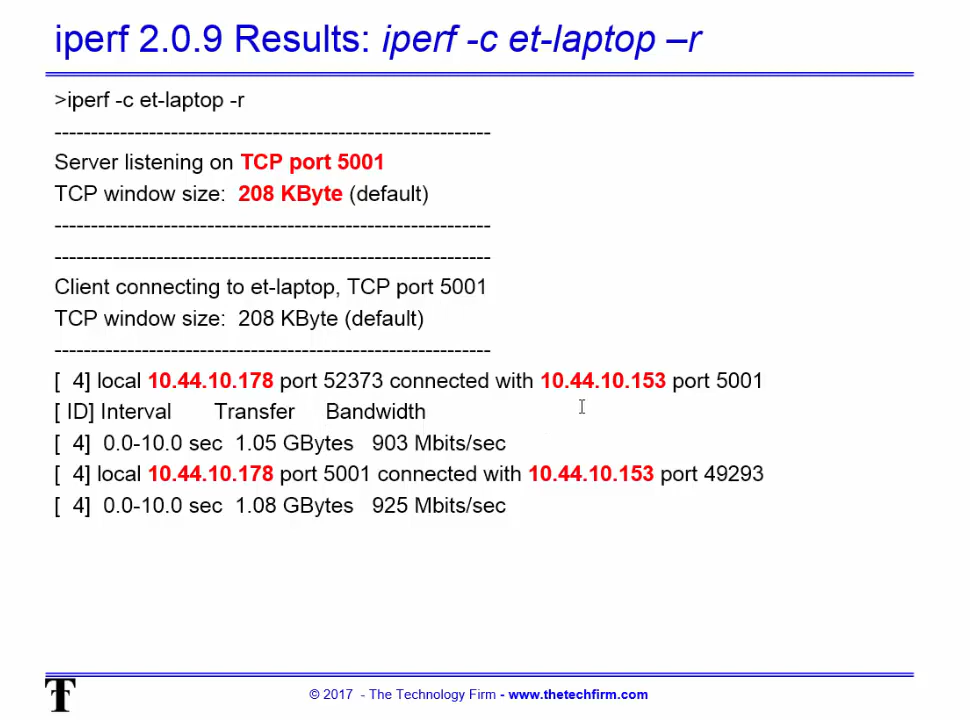 iperf 2.0.9 Results: iperf -c et-laptop –r
>iperf -c et-laptop -r
------------------------------------------------------------
Server listening on TCP port 5001
TCP window size:  208 KByte (default)
------------------------------------------------------------
------------------------------------------------------------
Client connecting to et-laptop, TCP port 5001
TCP window size:  208 KByte (default)
------------------------------------------------------------
[  4] local 10.44.10.178 port 52373 connected with 10.44.10.153 port 5001
[ ID] Interval       Transfer     Bandwidth
[  4]  0.0-10.0 sec  1.05 GBytes   903 Mbits/sec
[  4] local 10.44.10.178 port 5001 connected with 10.44.10.153 port 49293
[  4]  0.0-10.0 sec  1.08 GBytes   925 Mbits/sec
T
© 2017  - The Technology Firm - www.thetechfirm.com